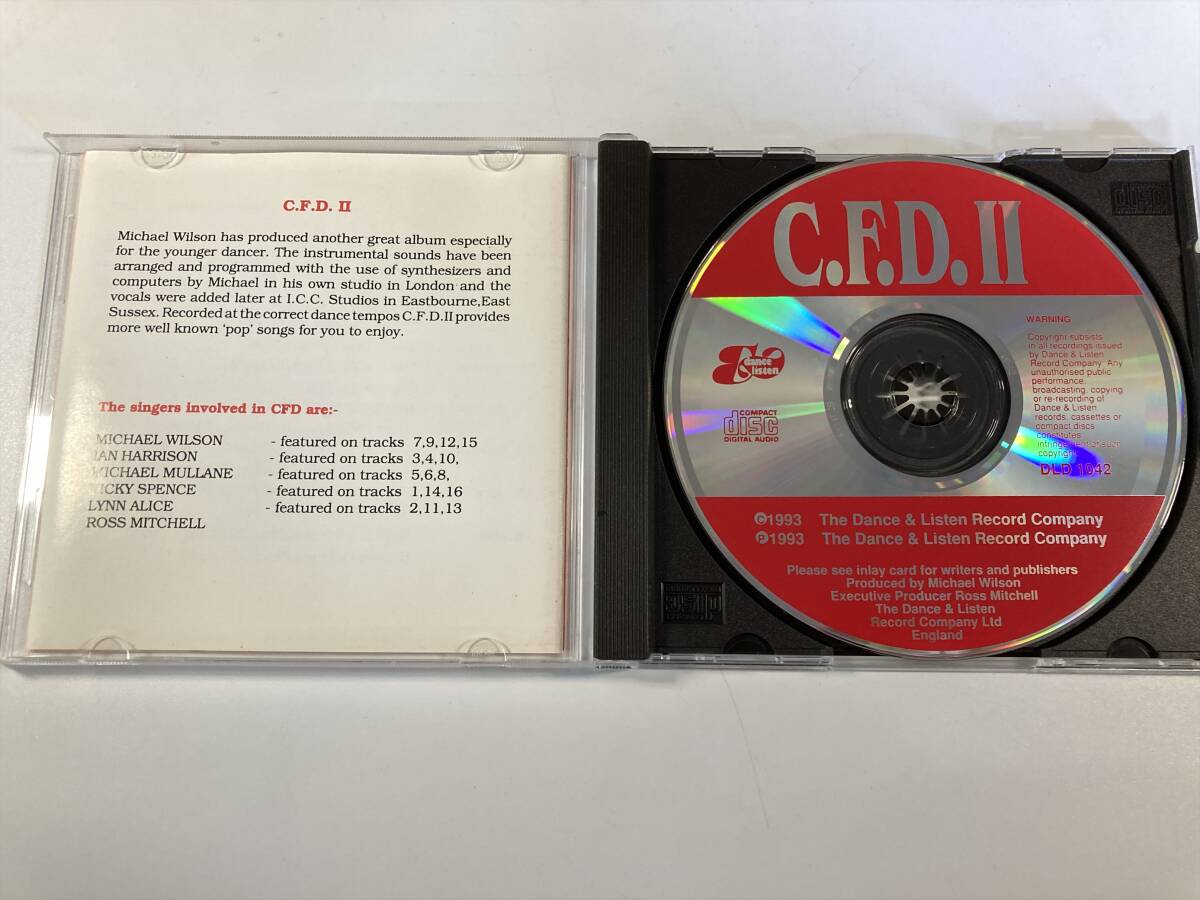 C.F.D. II
Michael Wilson has produced another great album especially
for the younger dancer. The instrumental sounds have been
arranged and programmed with the use of synthesizers and
computers by Michael in his own studio in London and the
vocals were added later at I.C.C. Studios in Eastbourne,East
Sussex. Recorded at the correct dance tempos C.F.D.II provides
more well known 'pop' songs for you to enjoy.
The singers involved in CFD are:-
MICHAEL WILSON - featured on tracks 7,9,12,15
IAN HARRISON - featured on tracks 3,4,10,
MICHAEL MULLANE - featured on tracks 5,6,8,
VICKY SPENCE - featured on tracks 1,14,16
LYNN ALICE - featured on tracks 2,11,13
ROSS MITCHELL
C.F.D. II
dance
& listen
COMPACT
disc
DIGITAL AUDIO
WARNING
Copyright subsists
in all recordings issued
by Dance & Listen
Record Company. Any
unauthorised public
performance,
broadcasting, copying
or re-recording of
Dance & Listen
records, cassettes or
compact discs
constitutes
infringement of such
copyright
DLD 1042
©1993 The Dance & Listen Record Company
℗1993 The Dance & Listen Record Company
Please see inlay card for writers and publishers
Produced by Michael Wilson
Executive Producer Ross Mitchell
The Dance & Listen
Record Company Ltd
England